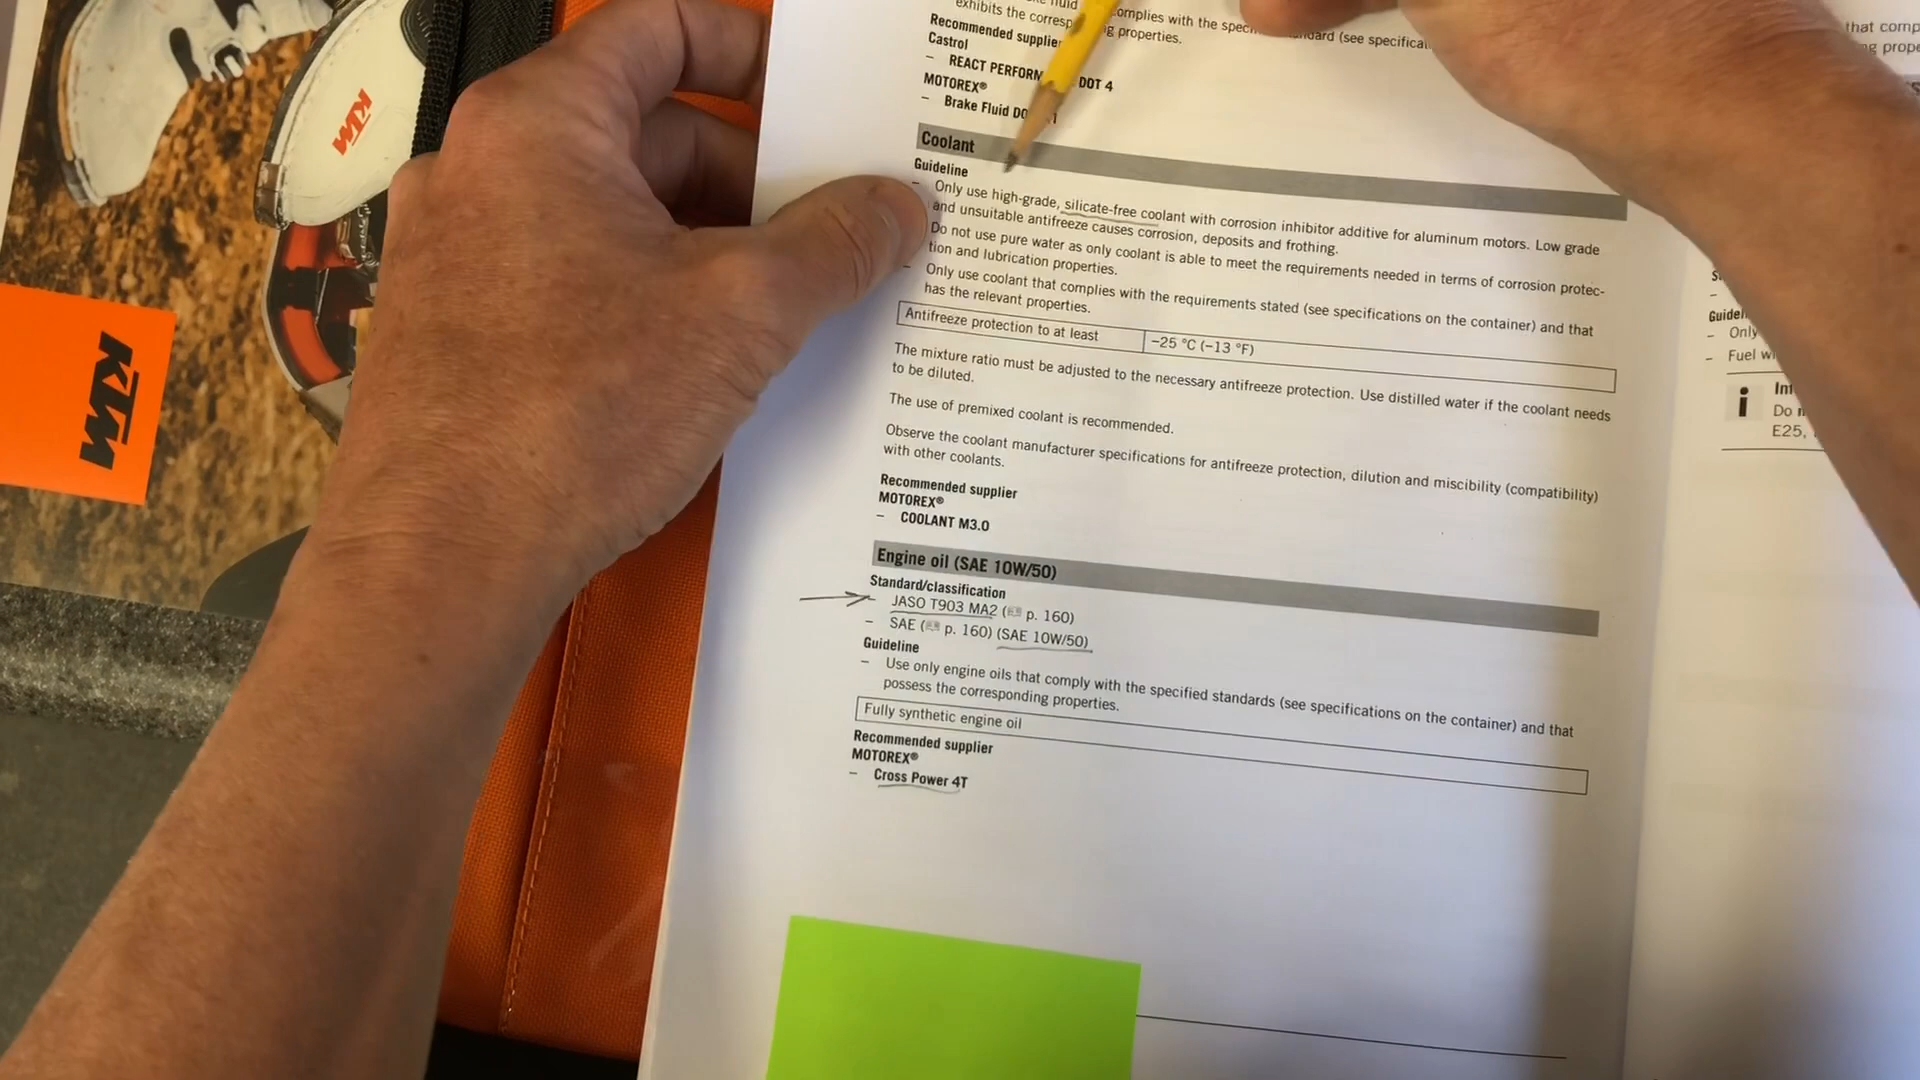 KTM
KTM
fluid complies with the
exhibits the properties.
Recommended supplier
Castrol
– REACT DOT 4
MOTOREX®
– Brake Fluid
Coolant
Guideline
– Only use high-grade, silicate-free coolant with corrosion inhibitor additive for aluminum motors. Low grade
and unsuitable antifreeze causes corrosion, deposits and frothing.
Do not use pure water as only coolant is able to meet the requirements needed in terms of corrosion protec-
tion and lubrication properties.
– Only use coolant that complies with the requirements stated (see specifications on the container) and that
has the relevant properties.
Antifreeze protection to at least −25 °C (−13 °F)
The mixture ratio must be adjusted to the necessary antifreeze protection. Use distilled water if the coolant needs
to be diluted.
The use of premixed coolant is recommended.
Observe the coolant manufacturer specifications for antifreeze protection, dilution and miscibility (compatibility)
with other coolants.
Recommended supplier
MOTOREX®
– COOLANT M3.0
Engine oil (SAE 10W/50)
Standard/classification
– JASO T903 MA2 ( p. 160)
– SAE ( p. 160) (SAE 10W/50)
Guideline
– Use only engine oils that comply with the specified standards (see specifications on the container) and that
possess the corresponding properties.
Fully synthetic engine oil
Recommended supplier
MOTOREX®
– Cross Power 4T
that
– Only
– Fuel
i
Do
E25,